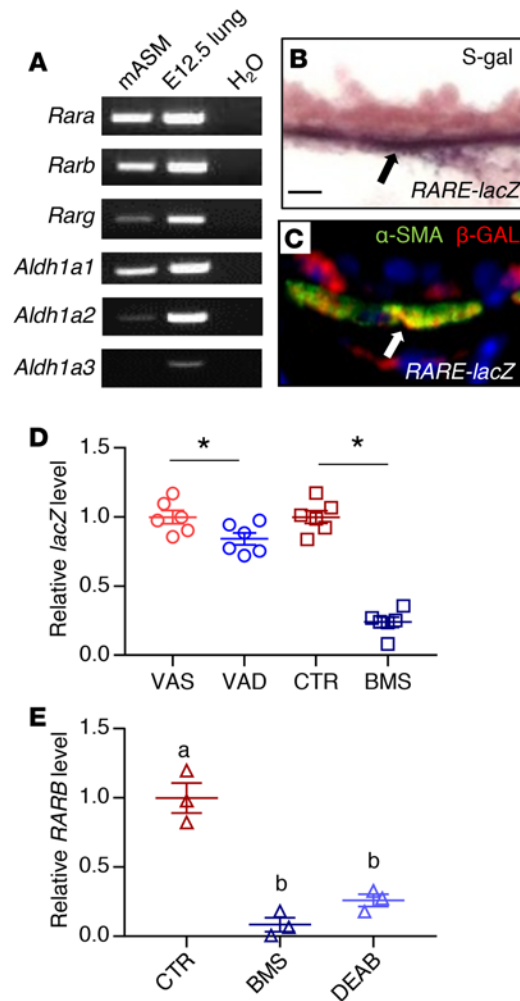 A
mASM
E12.5 lung
H2O
Rara
Rarb
Rarg
Aldh1a1
Aldh1a2
Aldh1a3
B
S-gal
RARE-lacZ
C
α-SMA β-GAL
RARE-lacZ
D
Relative lacZ level
1.5
1.0
0.5
0.0
* *
VAS VAD CTR BMS
E
Relative RARB level
1.5
1.0
0.5
0.0
a
b
b
CTR BMS DEAB